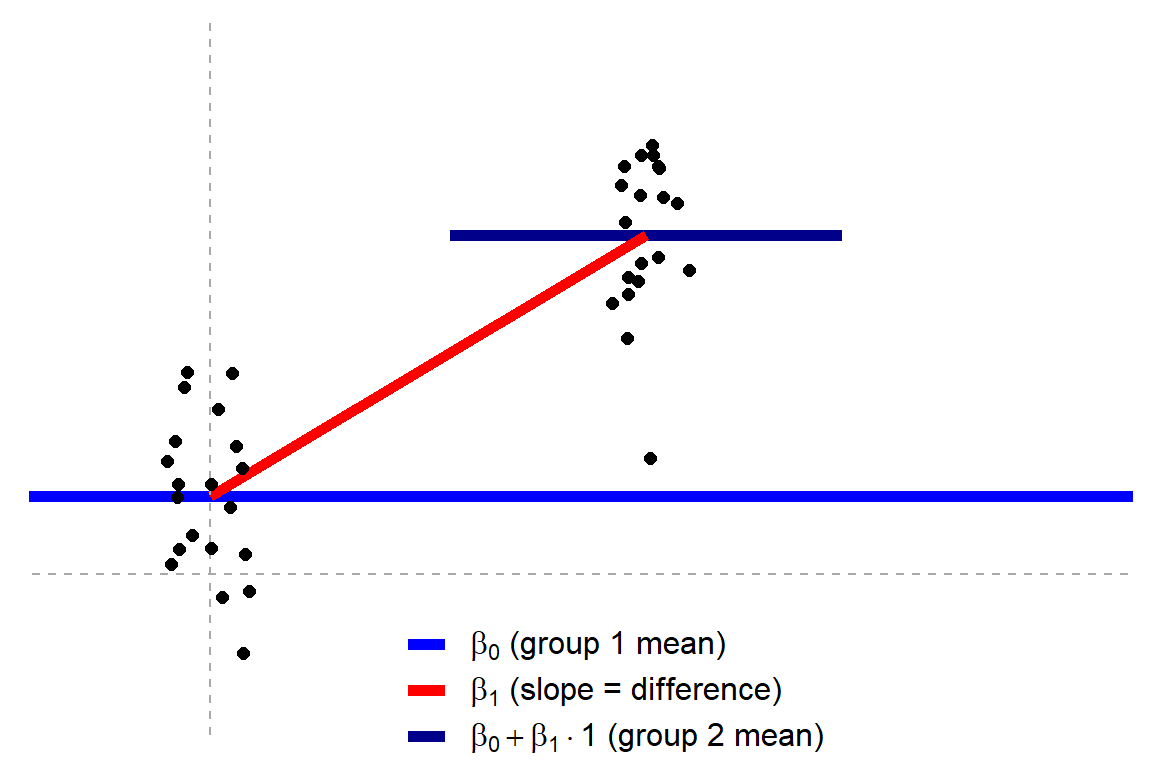 β₀ (group 1 mean)
β₁ (slope = difference)
β₀ + β₁ · 1 (group 2 mean)